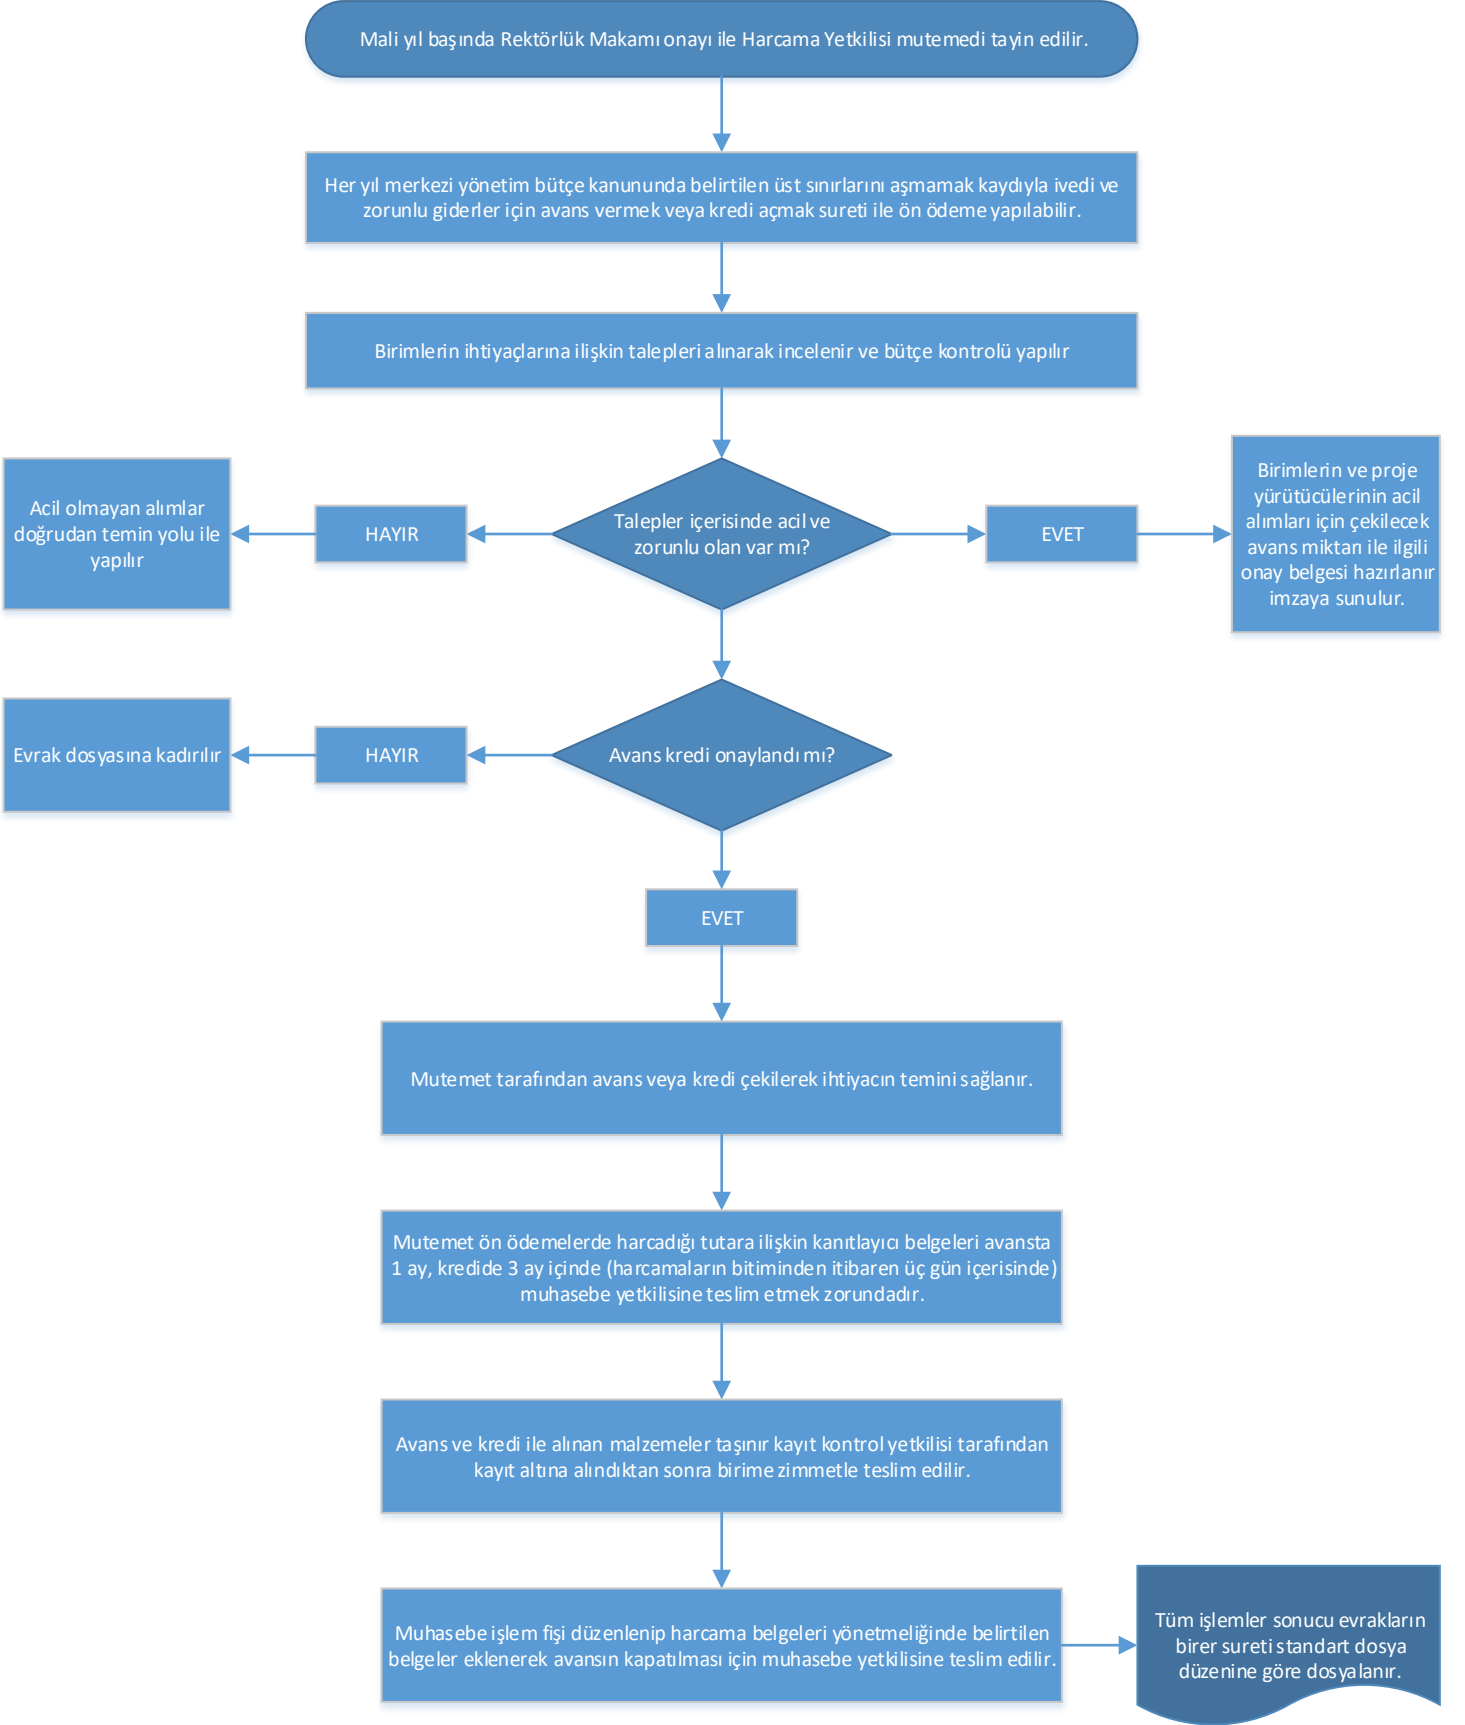 Mali yıl başında Rektörlük Makamı onayı ile Harcama Yetkilisi mutemedi tayin edilir.
Her yıl merkezi yönetim bütçe kanununda belirtilen üst sınırlarını aşmamak kaydıyla ivedi ve
zorunlu giderler için avans vermek veya kredi açmak sureti ile ön ödeme yapılabilir.
Birimlerin ihtiyaçlarına ilişkin talepleri alınarak incelenir ve bütçe kontrolü yapılır
Acil olmayan alımlar
doğrudan temin yolu ile
yapılır
HAYIR
Talepler içerisinde acil ve
zorunlu olan var mı?
EVET
Birimlerin ve proje
yürütücülerinin acil
alımları için çekilecek
avans miktarı ile ilgili
onay belgesi hazırlanır
imzaya sunulur.
Evrak dosyasına kadırılır
HAYIR
Avans kredi onaylandı mı?
EVET
Mutemet tarafından avans veya kredi çekilerek ihtiyacın temini sağlanır.
Mutemet ön ödemelerde harcadığı tutara ilişkin kanıtlayıcı belgeleri avansta
1 ay, kredide 3 ay içinde (harcamaların bitiminden itibaren üç gün içerisinde)
muhasebe yetkilisine teslim etmek zorundadır.
Avans ve kredi ile alınan malzemeler taşınır kayıt kontrol yetkilisi tarafından
kayıt altına alındıktan sonra birime zimmetle teslim edilir.
Muhasebe işlem fişi düzenlenip harcama belgeleri yönetmeliğinde belirtilen
belgeler eklenerek avansın kapatılması için muhasebe yetkilisine teslim edilir.
Tüm işlemler sonucu evrakların
birer sureti standart dosya
düzenine göre dosyalanır.